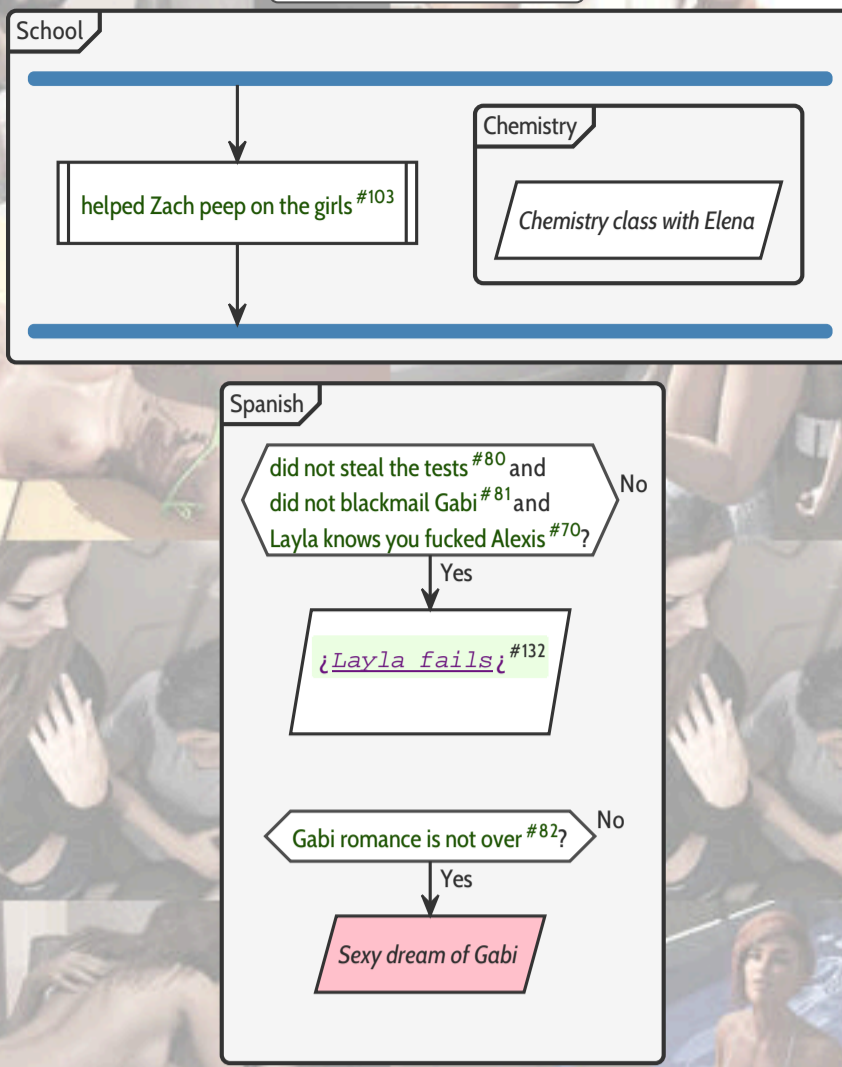 School
helped Zach peep on the girls #103
Chemistry
Chemistry class with Elena
Spanish
did not steal the tests #80 and
did not blackmail Gabi #81 and
Layla knows you fucked Alexis #70?
No
Yes
¿Layla fails¿ #132
Gabi romance is not over #82?
No
Yes
Sexy dream of Gabi